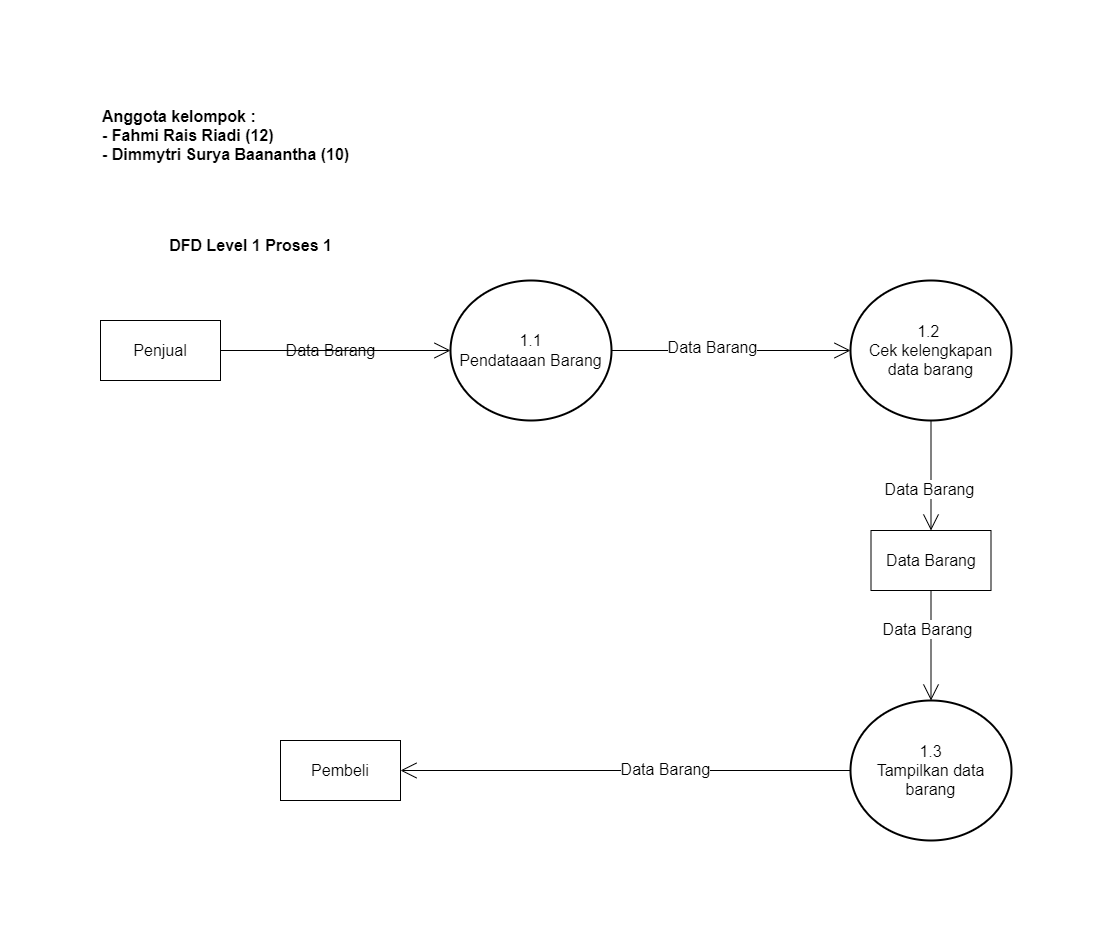 Anggota kelompok :
- Fahmi Rais Riadi (12)
- Dimmytri Surya Baanantha (10)
DFD Level 1 Proses 1
Penjual
Data Barang
1.1
Pendataaan Barang
Data Barang
1.2
Cek kelengkapan
data barang
Data Barang
Data Barang
Data Barang
1.3
Tampilkan data
barang
Data Barang
Pembeli